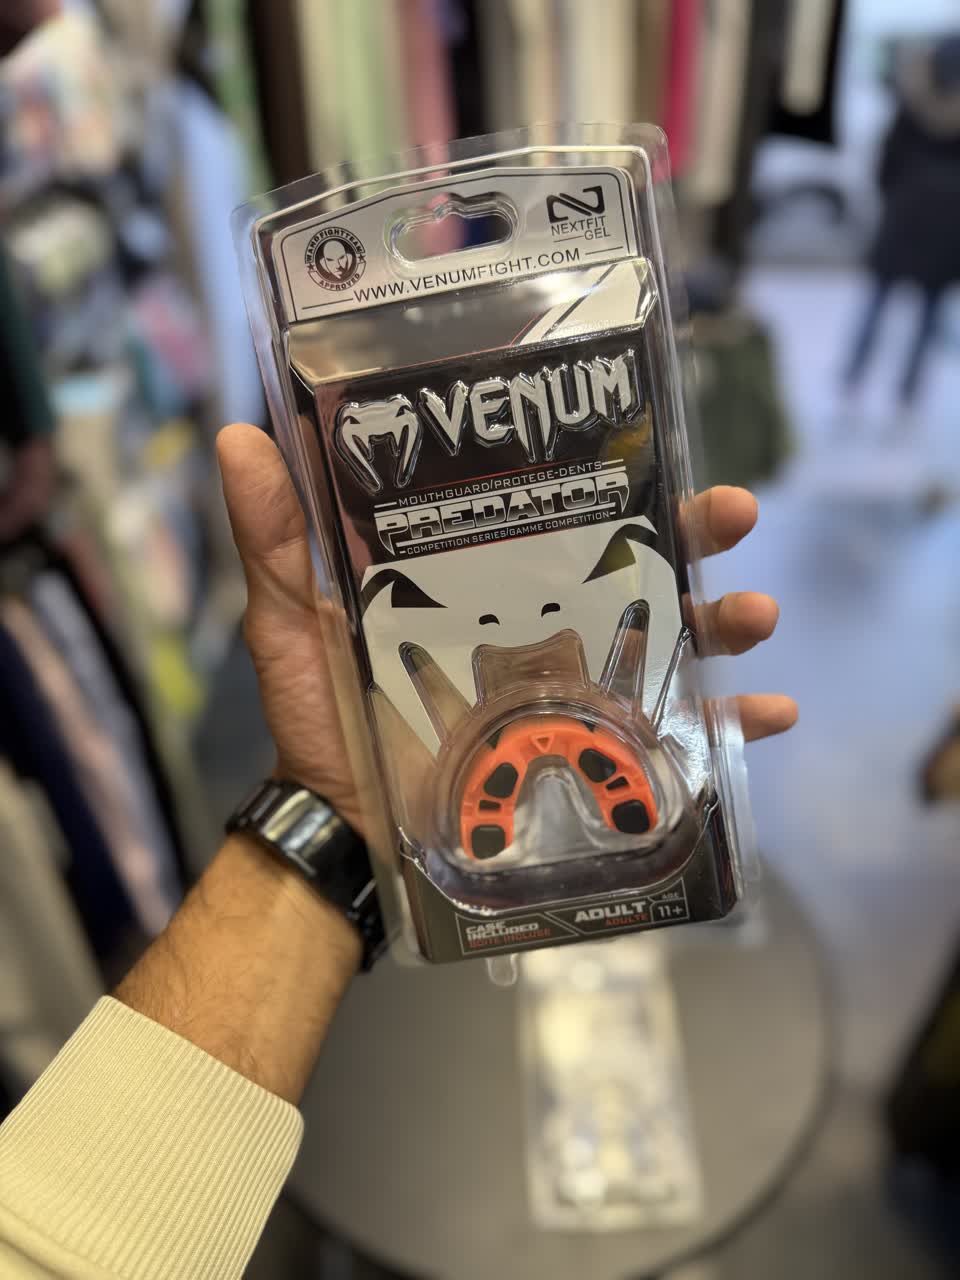 WANDFIGHTTEAM
APPROVED
NEXTFIT
GEL
WWW.VENUMFIGHT.COM
VENUM
MOUTHGUARD/PROTEGE-DENTS
PREDATOR
COMPETITION SERIES/GAMME COMPETITION
CASE
INCLUDED
BOITE INCLUSE
ADULT
ADULTE
AGE
11+